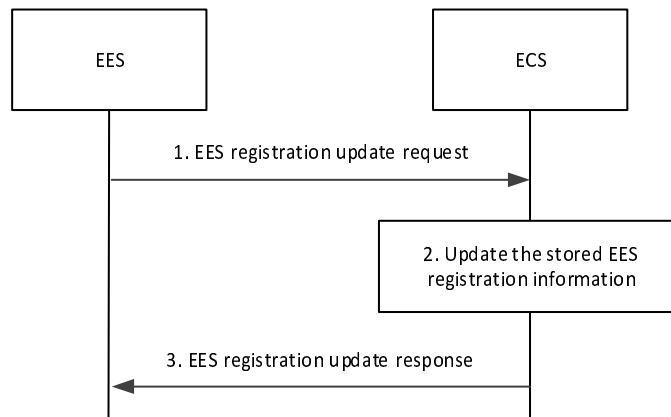 EES
ECS
1. EES registration update request
2. Update the stored EES
registration information
3. EES registration update response